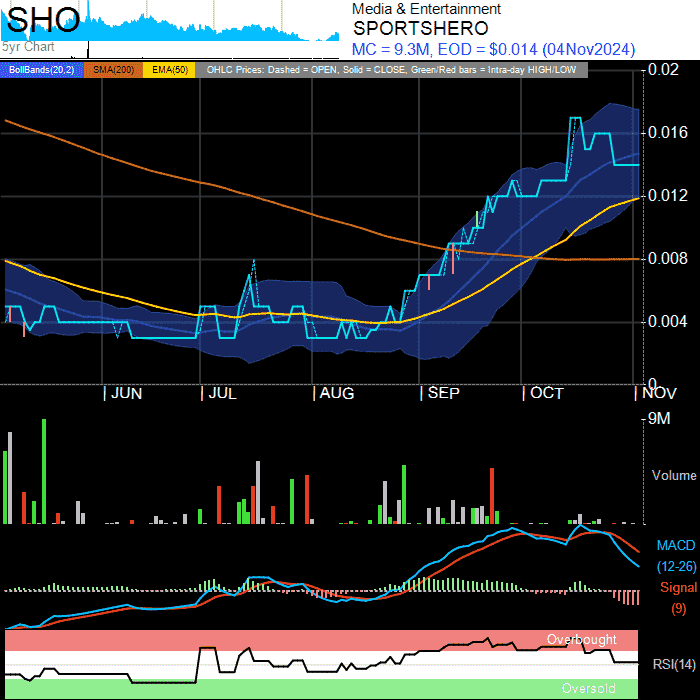 SHO
5yr Chart
Media & Entertainment
SPORTSHERO
MC = 9.3M, EOD = $0.014 (04Nov2024)
BollBands(20,2) SMA(200) EMA(50) OHLC Prices: Dashed = OPEN, Solid = CLOSE, Green/Red bars = Intra-day HIGH/LOW
0.02
0.016
0.012
0.008
0.004
0
JUN JUL AUG SEP OCT NOV
9M
Volume
MACD
(12-26)
Signal
(9)
Overbought
RSI(14)
Oversold